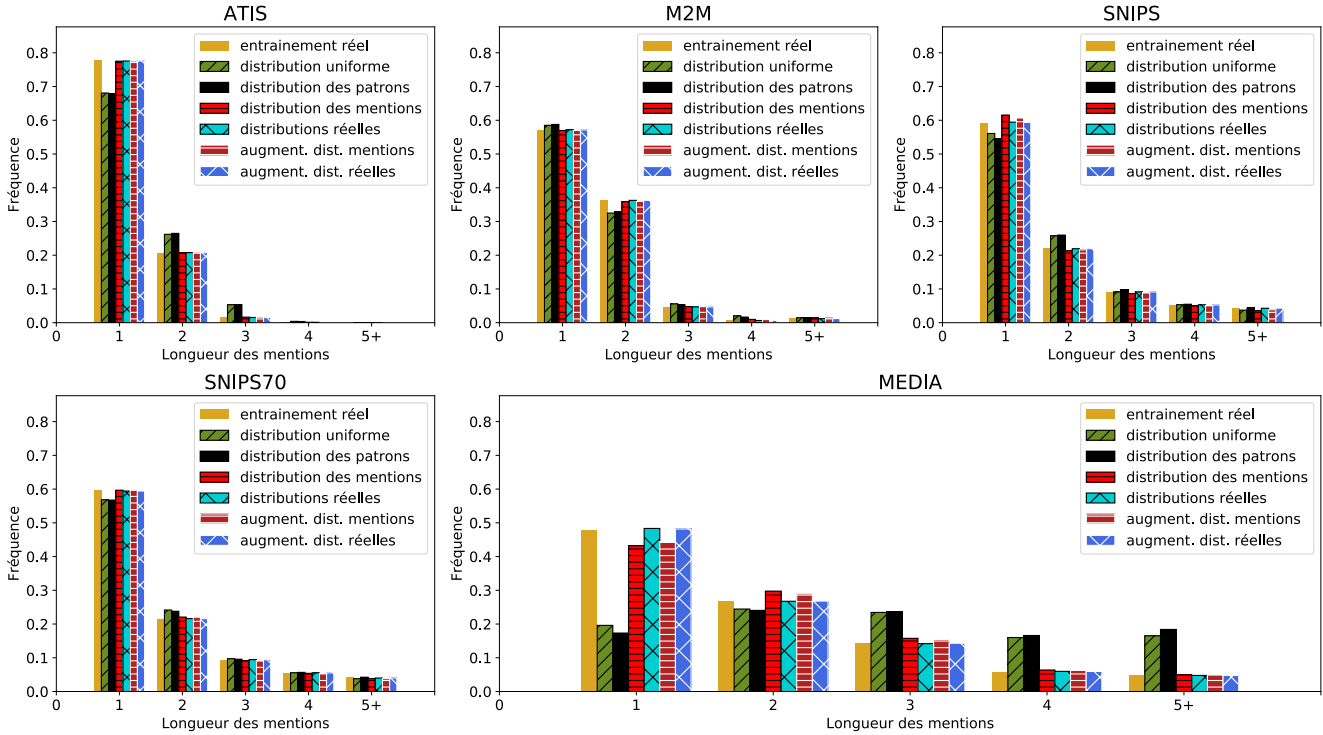 ATIS
Fréquence
0.8
0.7
0.6
0.5
0.4
0.3
0.2
0.1
0.0
entrainement réel
distribution uniforme
distribution des patrons
distribution des mentions
distributions réelles
augment. dist. mentions
augment. dist. réelles
0 1 2 3 4 5+
Longueur des mentions
M2M
Fréquence
0.8
0.7
0.6
0.5
0.4
0.3
0.2
0.1
0.0
entrainement réel
distribution uniforme
distribution des patrons
distribution des mentions
distributions réelles
augment. dist. mentions
augment. dist. réelles
0 1 2 3 4 5+
Longueur des mentions
SNIPS
Fréquence
0.8
0.7
0.6
0.5
0.4
0.3
0.2
0.1
0.0
entrainement réel
distribution uniforme
distribution des patrons
distribution des mentions
distributions réelles
augment. dist. mentions
augment. dist. réelles
0 1 2 3 4 5+
Longueur des mentions
SNIPS70
Fréquence
0.8
0.7
0.6
0.5
0.4
0.3
0.2
0.1
0.0
entrainement réel
distribution uniforme
distribution des patrons
distribution des mentions
distributions réelles
augment. dist. mentions
augment. dist. réelles
0 1 2 3 4 5+
Longueur des mentions
MEDIA
Fréquence
0.8
0.7
0.6
0.5
0.4
0.3
0.2
0.1
0.0
entrainement réel
distribution uniforme
distribution des patrons
distribution des mentions
distributions réelles
augment. dist. mentions
augment. dist. réelles
0 1 2 3 4 5+
Longueur des mentions